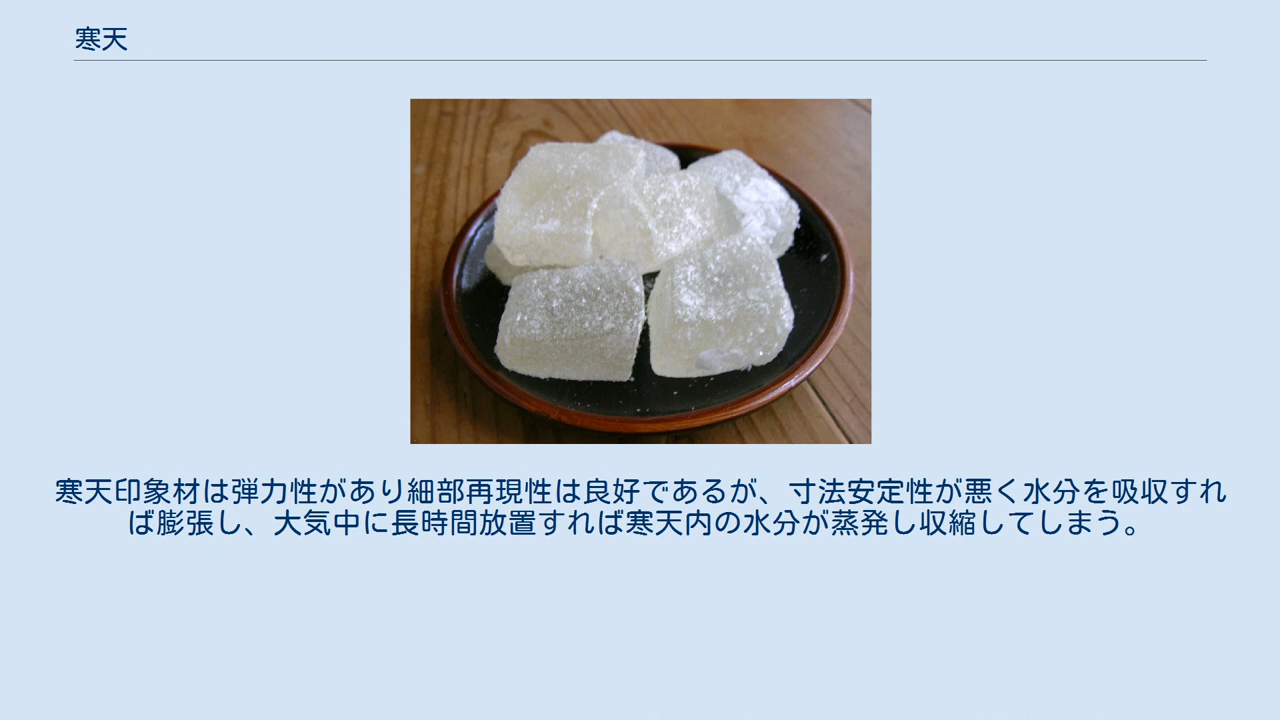 寒天
寒天印象材は弾力性があり細部再現性は良好であるが、寸法安定性が悪く水分を吸収すれ
ば膨張し、大気中に長時間放置すれば寒天内の水分が蒸発し収縮してしまう。